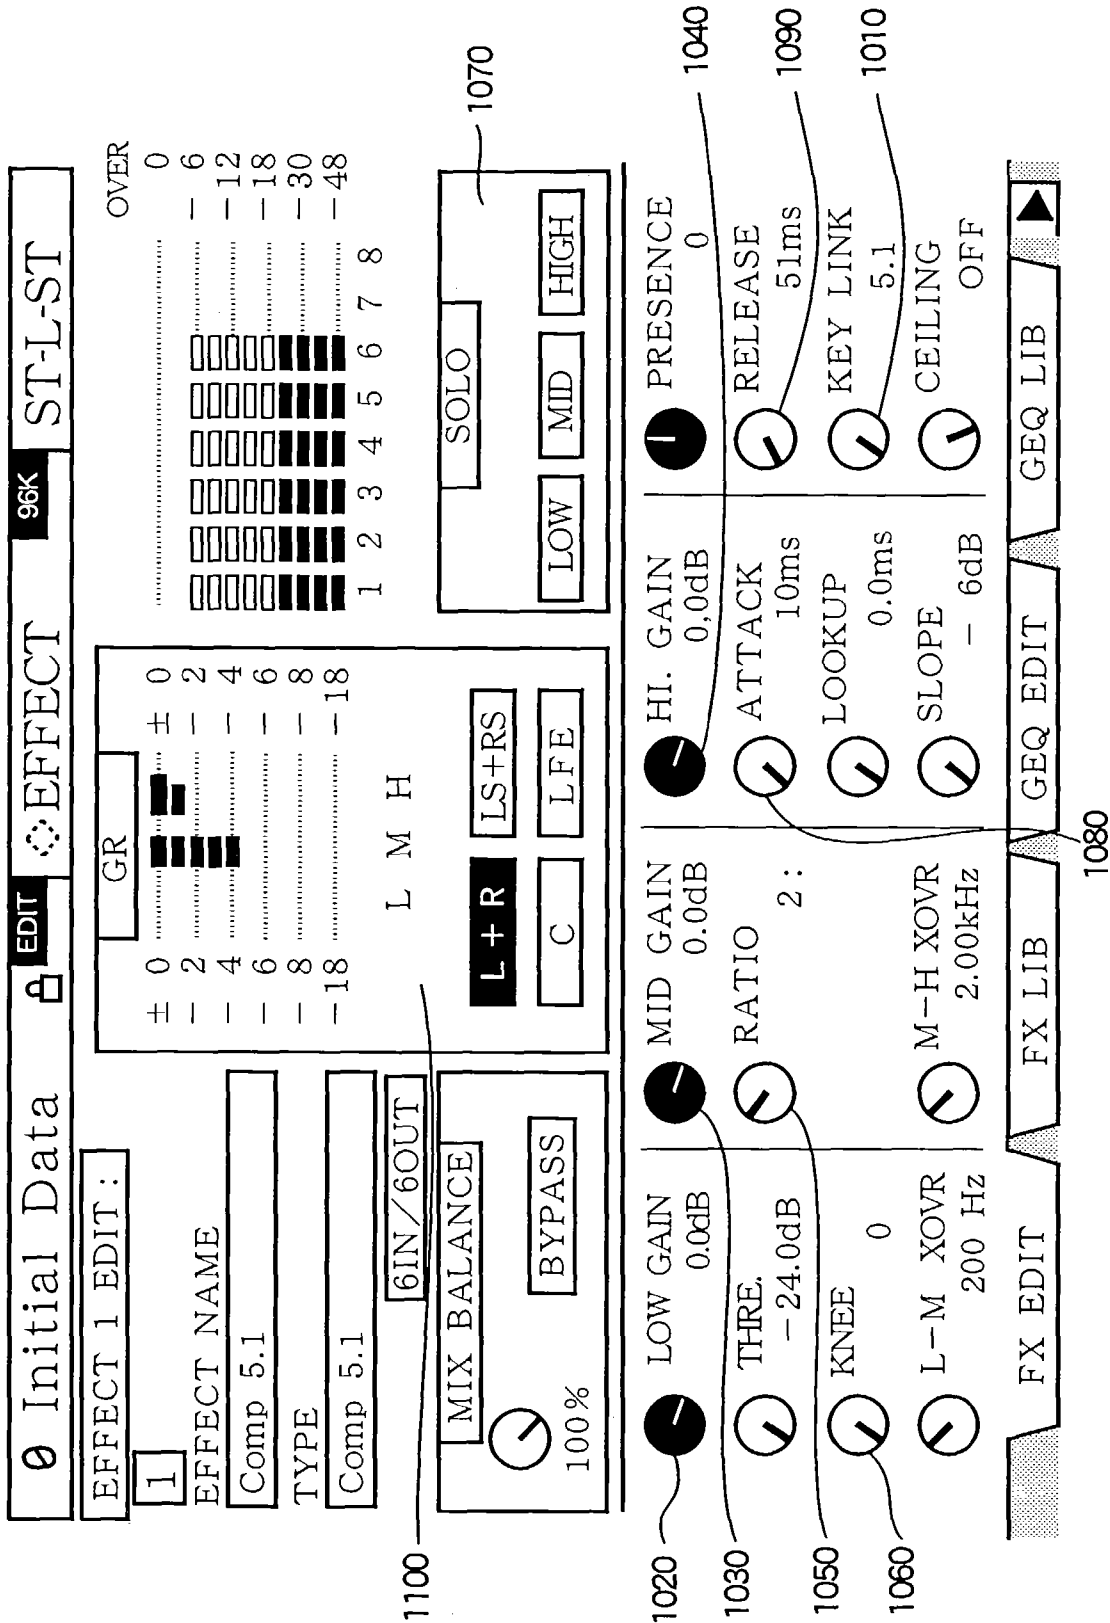 0 Initial Data
EDIT
EFFECT
96K
ST-L-ST
EFFECT 1 EDIT :
1
EFFECT NAME
Comp 5.1
TYPE
Comp 5.1
6IN/6OUT
MIX BALANCE
100%
BYPASS
GR
± 0 ± 0
− 2 − 2
− 4 − 4
− 6 − 6
− 8 − 8
−18 −18
L M H
L + R
LS+RS
C
LFE
OVER
0
− 6
−12
−18
−30
−48
1 2 3 4 5 6 7 8
SOLO
LOW
MID
HIGH
1070
1100
LOW GAIN
0.0dB
MID GAIN
0.0dB
HI. GAIN
0,0dB
PRESENCE
0
THRE.
−24.0dB
RATIO
2 :
ATTACK
10ms
RELEASE
51ms
KNEE
0
LOOKUP
0.0ms
KEY LINK
5.1
L−M XOVR
200 Hz
M−H XOVR
2.00kHz
SLOPE
− 6dB
CEILING
OFF
FX EDIT
FX LIB
GEQ EDIT
GEQ LIB
1020
1030
1050
1060
1080
1040
1090
1010